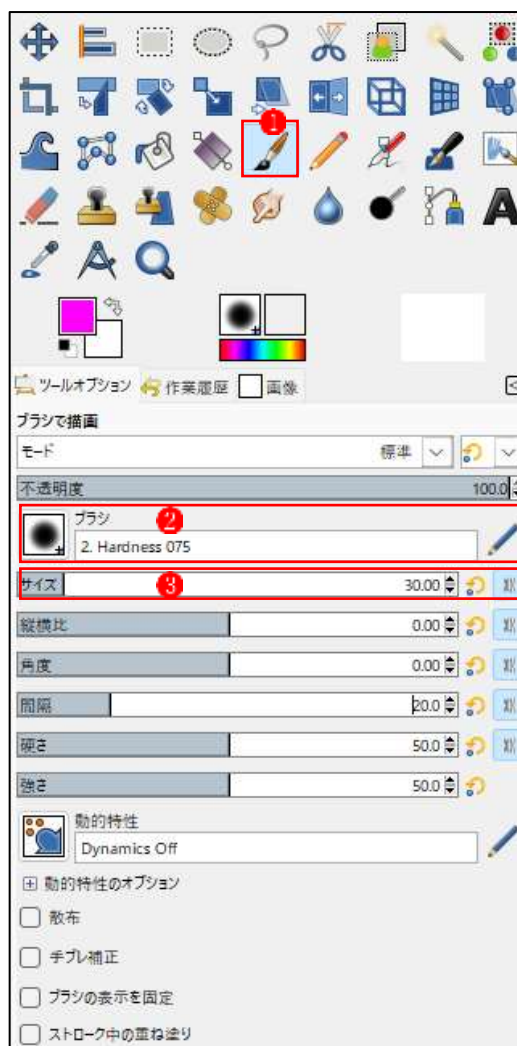 1
ツールオプション 作業履歴 画像
ブラシで描画
モード 標準
不透明度 100.0
ブラシ 2
2. Hardness 075
サイズ 3 30.00
縦横比 0.00
角度 0.00
間隔 20.0
硬さ 50.0
強さ 50.0
動的特性
Dynamics Off
動的特性のオプション
散布
手ブレ補正
ブラシの表示を固定
ストローク中の重ね塗り